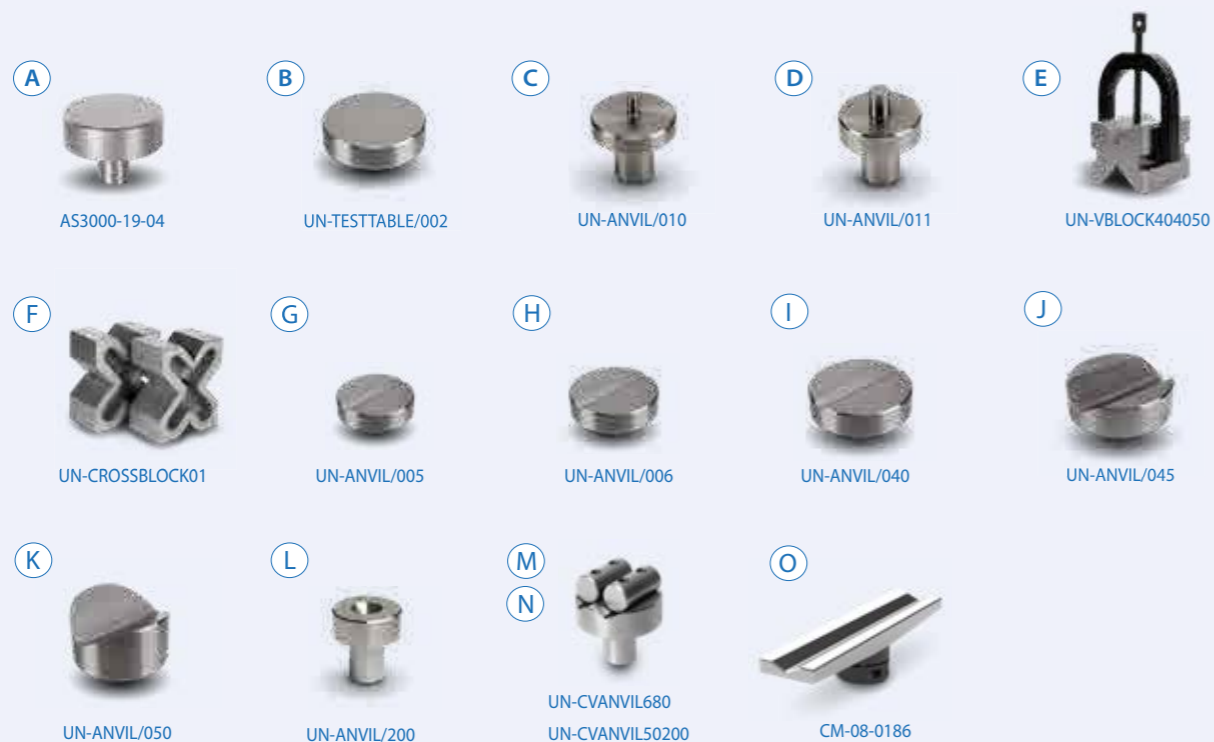 A
B
C
D
E
AS3000-19-04
UN-TESTTABLE/002
UN-ANVIL/010
UN-ANVIL/011
UN-VBLOCK404050
F
G
H
I
J
UN-CROSSBLOCK01
UN-ANVIL/005
UN-ANVIL/006
UN-ANVIL/040
UN-ANVIL/045
K
L
M
N
O
UN-ANVIL/050
UN-ANVIL/200
UN-CVANVIL680
UN-CVANVIL50200
CM-08-0186